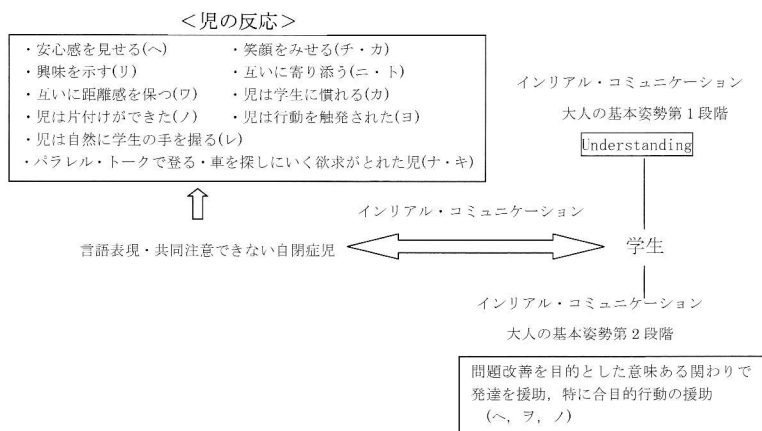 ＜児の反応＞
・安心感を見せる(ヘ)　・笑顔をみせる(チ・カ)
・興味を示す(リ)　・互いに寄り添う(ニ・ト)
・互いに距離感を保つ(ワ)　・児は学生に慣れる(カ)
・児は片付けができた(ノ)　・児は行動を触発された(ヨ)
・児は自然に学生の手を握る(レ)
・パラレル・トークで登る・車を探しにいく欲求がとれた児(ナ・キ)
インリアル・コミュニケーション
大人の基本姿勢第1段階
Understanding
インリアル・コミュニケーション
言語表現・共同注意できない自閉症児
学生
インリアル・コミュニケーション
大人の基本姿勢第2段階
問題改善を目的とした意味ある関わりで
発達を援助，特に合目的行動の援助
(ヘ，ヲ，ノ)